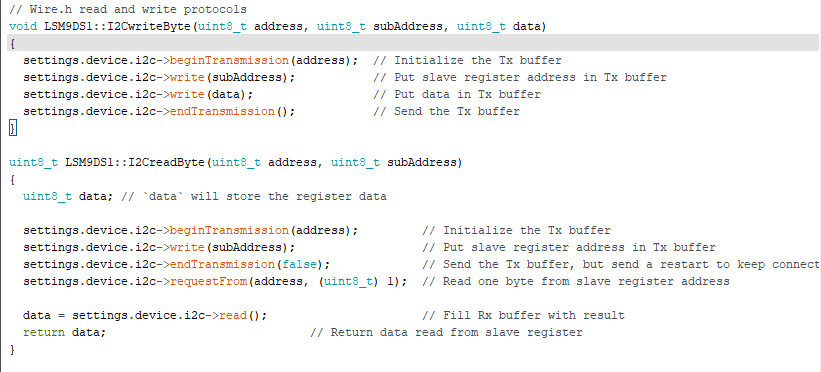 // Wire.h read and write protocols
void LSM9DS1::I2CwriteByte(uint8_t address, uint8_t subAddress, uint8_t data)
{
  settings.device.i2c->beginTransmission(address);  // Initialize the Tx buffer
  settings.device.i2c->write(subAddress);           // Put slave register address in Tx buffer
  settings.device.i2c->write(data);                 // Put data in Tx buffer
  settings.device.i2c->endTransmission();           // Send the Tx buffer
}
uint8_t LSM9DS1::I2CreadByte(uint8_t address, uint8_t subAddress)
{
  uint8_t data; // `data` will store the register data
  settings.device.i2c->beginTransmission(address);         // Initialize the Tx buffer
  settings.device.i2c->write(subAddress);                  // Put slave register address in Tx buffer
  settings.device.i2c->endTransmission(false);             // Send the Tx buffer, but send a restart to keep connect
  settings.device.i2c->requestFrom(address, (uint8_t) 1);  // Read one byte from slave register address
  data = settings.device.i2c->read();                      // Fill Rx buffer with result
  return data;                             // Return data read from slave register
}